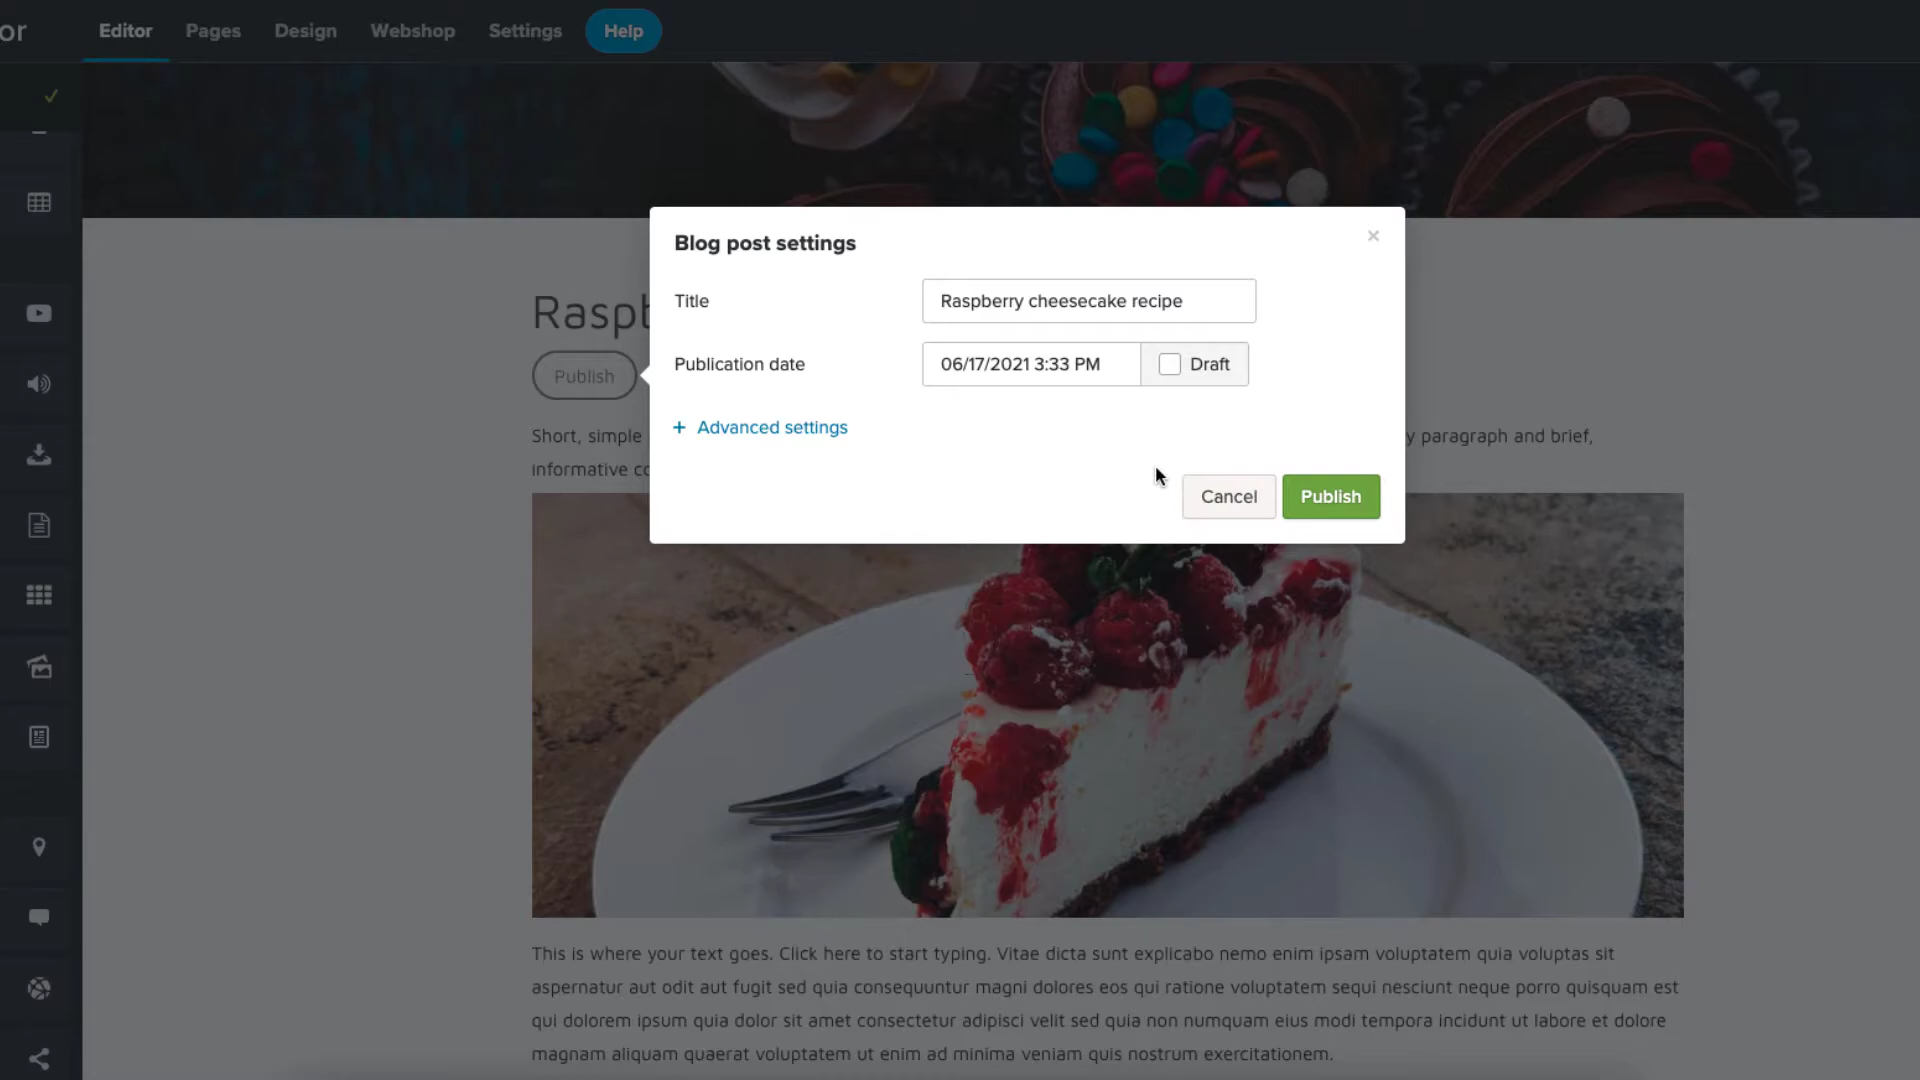 or Editor Pages Design Webshop Settings Help
Blog post settings ×
Title Raspberry cheesecake recipe
Rasp
Publication date 06/17/2021 3:33 PM Draft
Publish
+ Advanced settings
Short, simple y paragraph and brief,
informative co
Cancel Publish
This is where your text goes. Click here to start typing. Vitae dicta sunt explicabo nemo enim ipsam voluptatem quia voluptas sit
aspernatur aut odit aut fugit sed quia consequuntur magni dolores eos qui ratione voluptatem sequi nesciunt neque porro quisquam est
qui dolorem ipsum quia dolor sit amet consectetur adipisci velit sed quia non numquam eius modi tempora incidunt ut labore et dolore
magnam aliquam quaerat voluptatem ut enim ad minima veniam quis nostrum exercitationem.